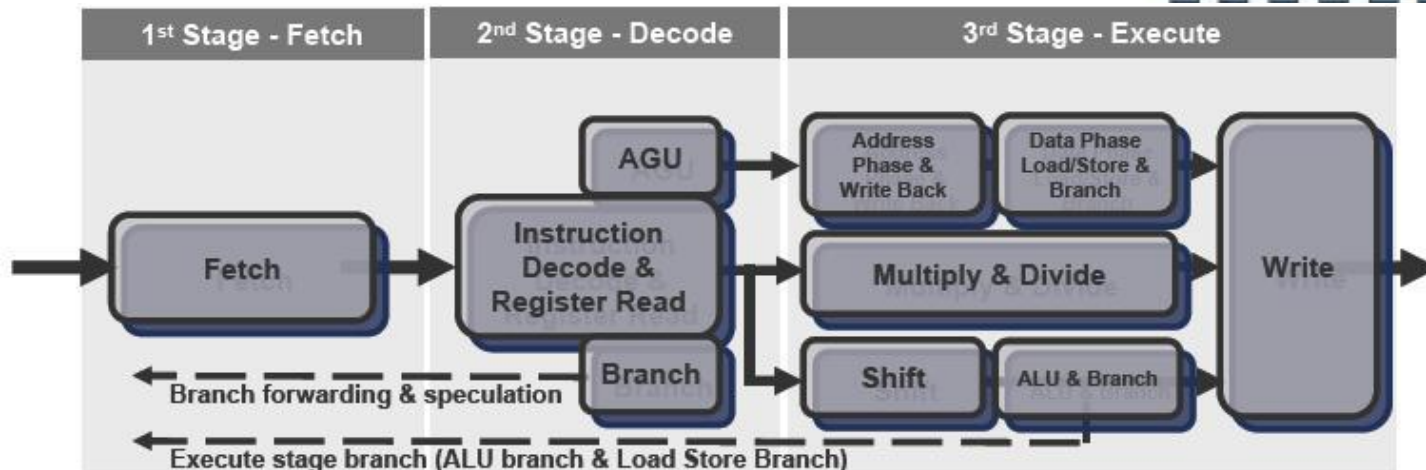 1st Stage - Fetch
2nd Stage - Decode
3rd Stage - Execute
Fetch
AGU
Instruction
Decode &
Register Read
Branch
Address
Phase &
Write Back
Data Phase
Load/Store &
Branch
Multiply & Divide
Shift
ALU & Branch
Write
Branch forwarding & speculation
Execute stage branch (ALU branch & Load Store Branch)